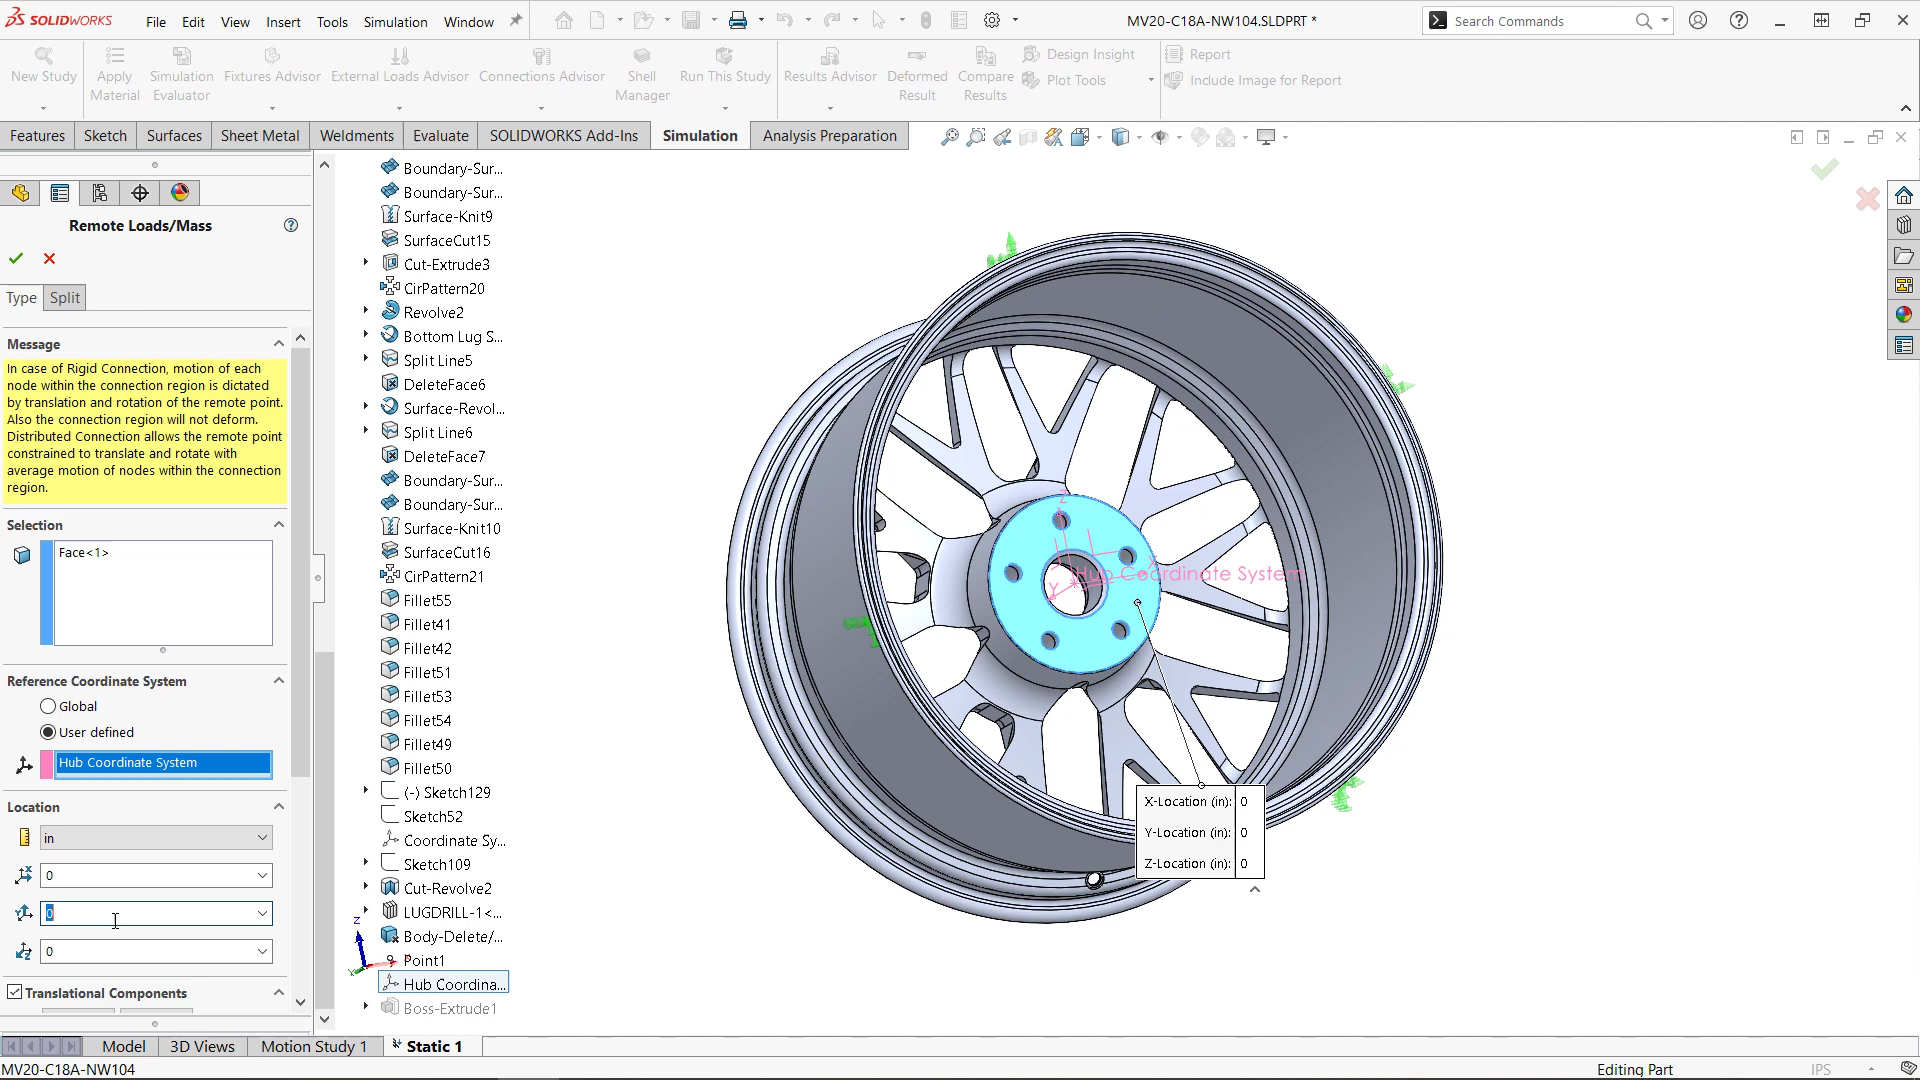 SOLIDWORKS
File Edit View Insert Tools Simulation Window
MV20-C18A-NW104.SLDPRT *
Search Commands
New Study
Apply Material
Simulation Evaluator
Fixtures Advisor
External Loads Advisor
Connections Advisor
Shell Manager
Run This Study
Results Advisor
Deformed Result
Compare Results
Design Insight
Plot Tools
Report
Include Image for Report
Features Sketch Surfaces Sheet Metal Weldments Evaluate SOLIDWORKS Add-Ins Simulation Analysis Preparation
Remote Loads/Mass
Type Split
Message
In case of Rigid Connection, motion of each
node within the connection region is dictated
by translation and rotation of the remote point.
Also the connection region will not deform.
Distributed Connection allows the remote point
constrained to translate and rotate with
average motion of nodes within the connection
region.
Selection
Face<1>
Reference Coordinate System
Global
User defined
Hub Coordinate System
Location
in
0
0
0
Translational Components
Boundary-Sur...
Boundary-Sur...
Surface-Knit9
SurfaceCut15
Cut-Extrude3
CirPattern20
Revolve2
Bottom Lug S...
Split Line5
DeleteFace6
Surface-Revol...
Split Line6
DeleteFace7
Boundary-Sur...
Boundary-Sur...
Surface-Knit10
SurfaceCut16
CirPattern21
Fillet55
Fillet41
Fillet42
Fillet51
Fillet53
Fillet54
Fillet49
Fillet50
(-) Sketch129
Sketch52
Coordinate Sy...
Sketch109
Cut-Revolve2
LUGDRILL-1<...
Body-Delete/...
Point1
Hub Coordina...
Boss-Extrude1
Z
X
Y
Hub Coordinate System
X-Location (in): 0
Y-Location (in): 0
Z-Location (in): 0
Z
Model 3D Views Motion Study 1 Static 1
MV20-C18A-NW104
Editing Part
IPS